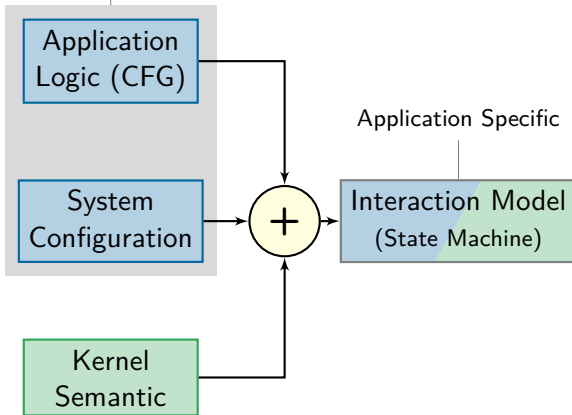 Application
Logic (CFG)
Application Specific
System
Configuration
+
Interaction Model
(State Machine)
Kernel
Semantic